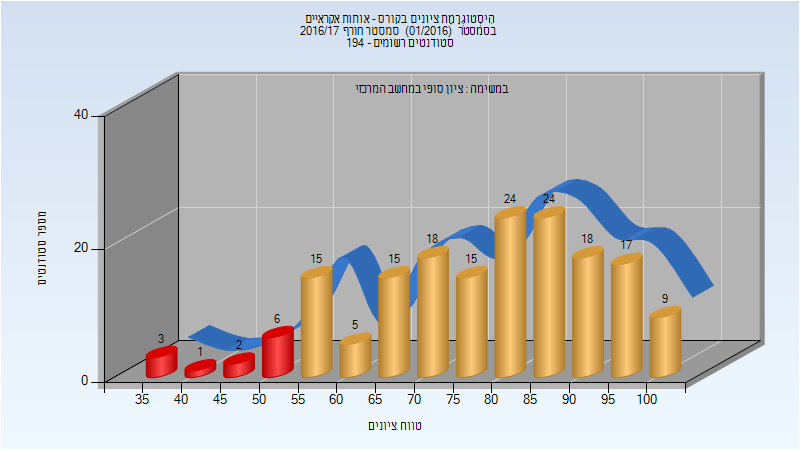 היסטוגרמת ציונים בקורס - אותות אקראיים
בסמסטר (01/2016) סמסטר חורף 2016/17
סטודנטים רשומים - 194
במשימה : ציון סופי במחשב המרכזי
מספר סטודנטים
40
20
0
3
1
2
6
15
5
15
18
15
24
24
18
17
9
35 40 45 50 55 60 65 70 75 80 85 90 95 100
טווח ציונים